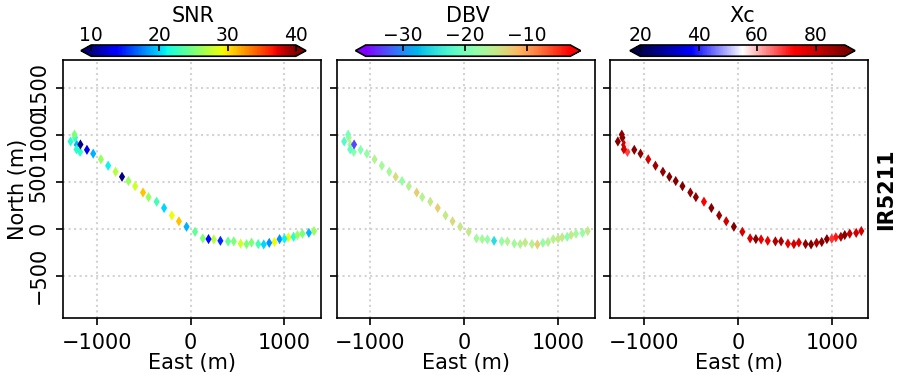 SNR
10 20 30 40
DBV
−30 −20 −10
Xc
20 40 60 80
1500
1000
500
0
−500
North (m)
−1000 0 1000
East (m)
−1000 0 1000
East (m)
−1000 0 1000
East (m)
IR5211